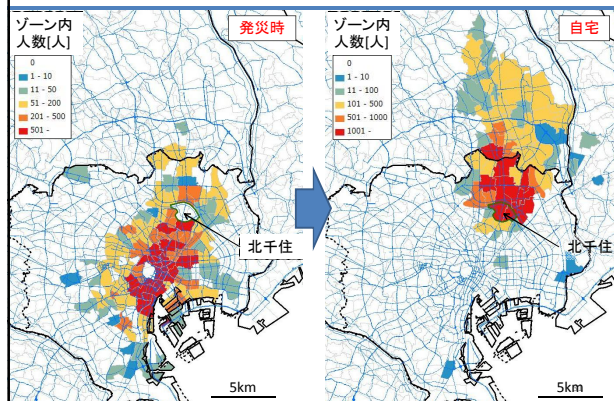 ゾーン内
人数[人]
0
1 - 10
11 - 50
51 - 200
201 - 500
501 -
発災時
北千住
5km
ゾーン内
人数[人]
0
1 - 10
11 - 100
101 - 500
501 - 1000
1001 -
自宅
北千住
5km